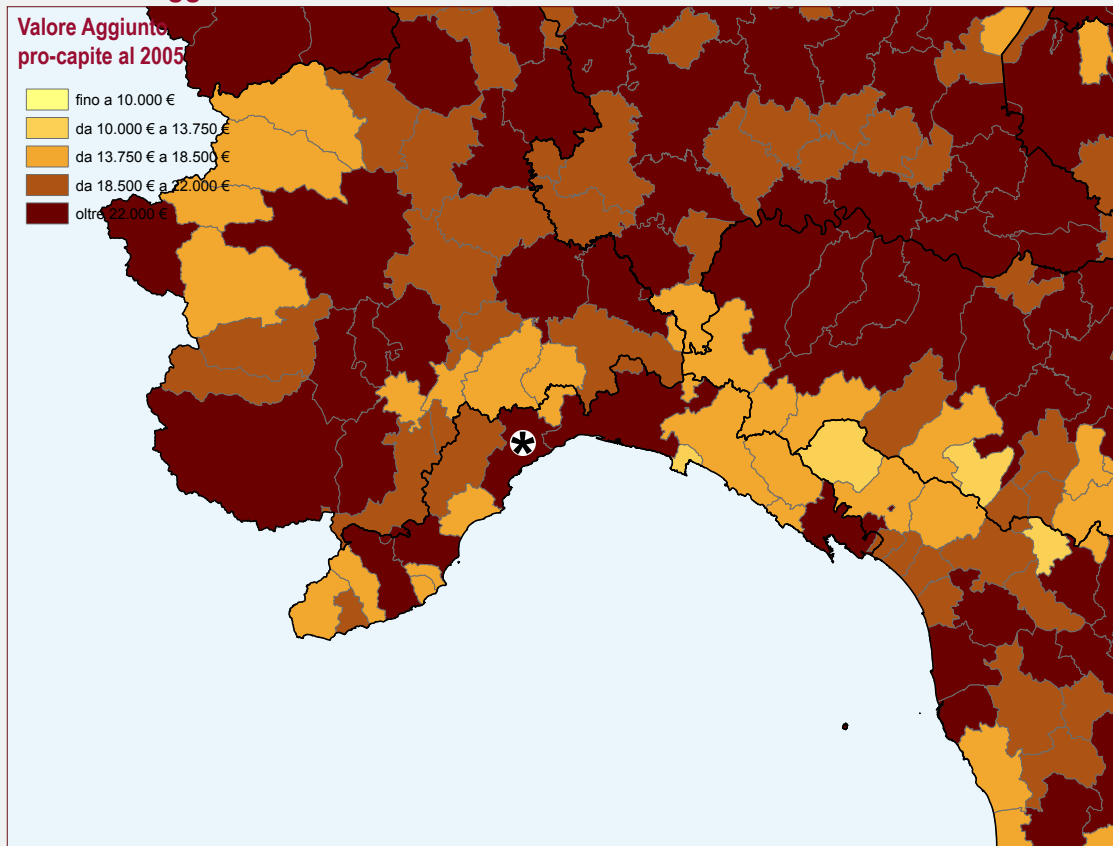 Valore Aggiunto
pro-capite al 2005
fino a 10.000 €
da 10.000 € a 13.750 €
da 13.750 € a 18.500 €
da 18.500 € a 22.000 €
oltre 22.000 €